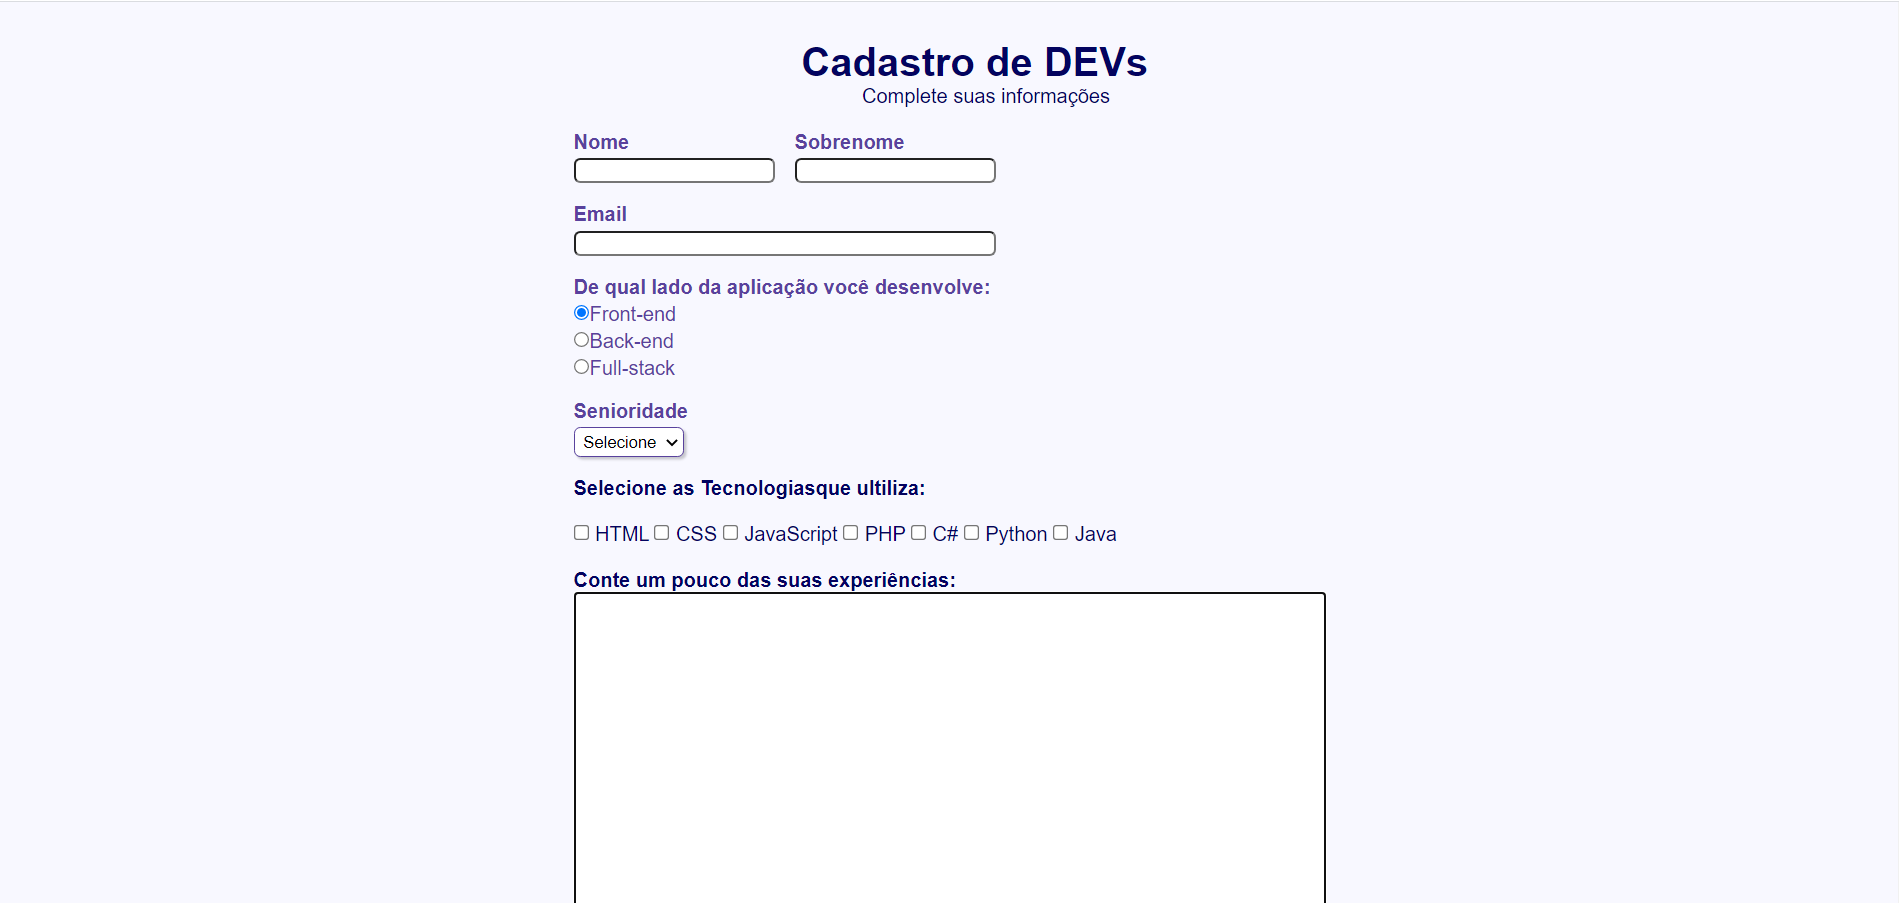 Cadastro de DEVs
Complete suas informações
Nome Sobrenome
Email
De qual lado da aplicação você desenvolve:
Front-end
Back-end
Full-stack
Senioridade
Selecione
Selecione as Tecnologiasque ultiliza:
HTML CSS JavaScript PHP C# Python Java
Conte um pouco das suas experiências: